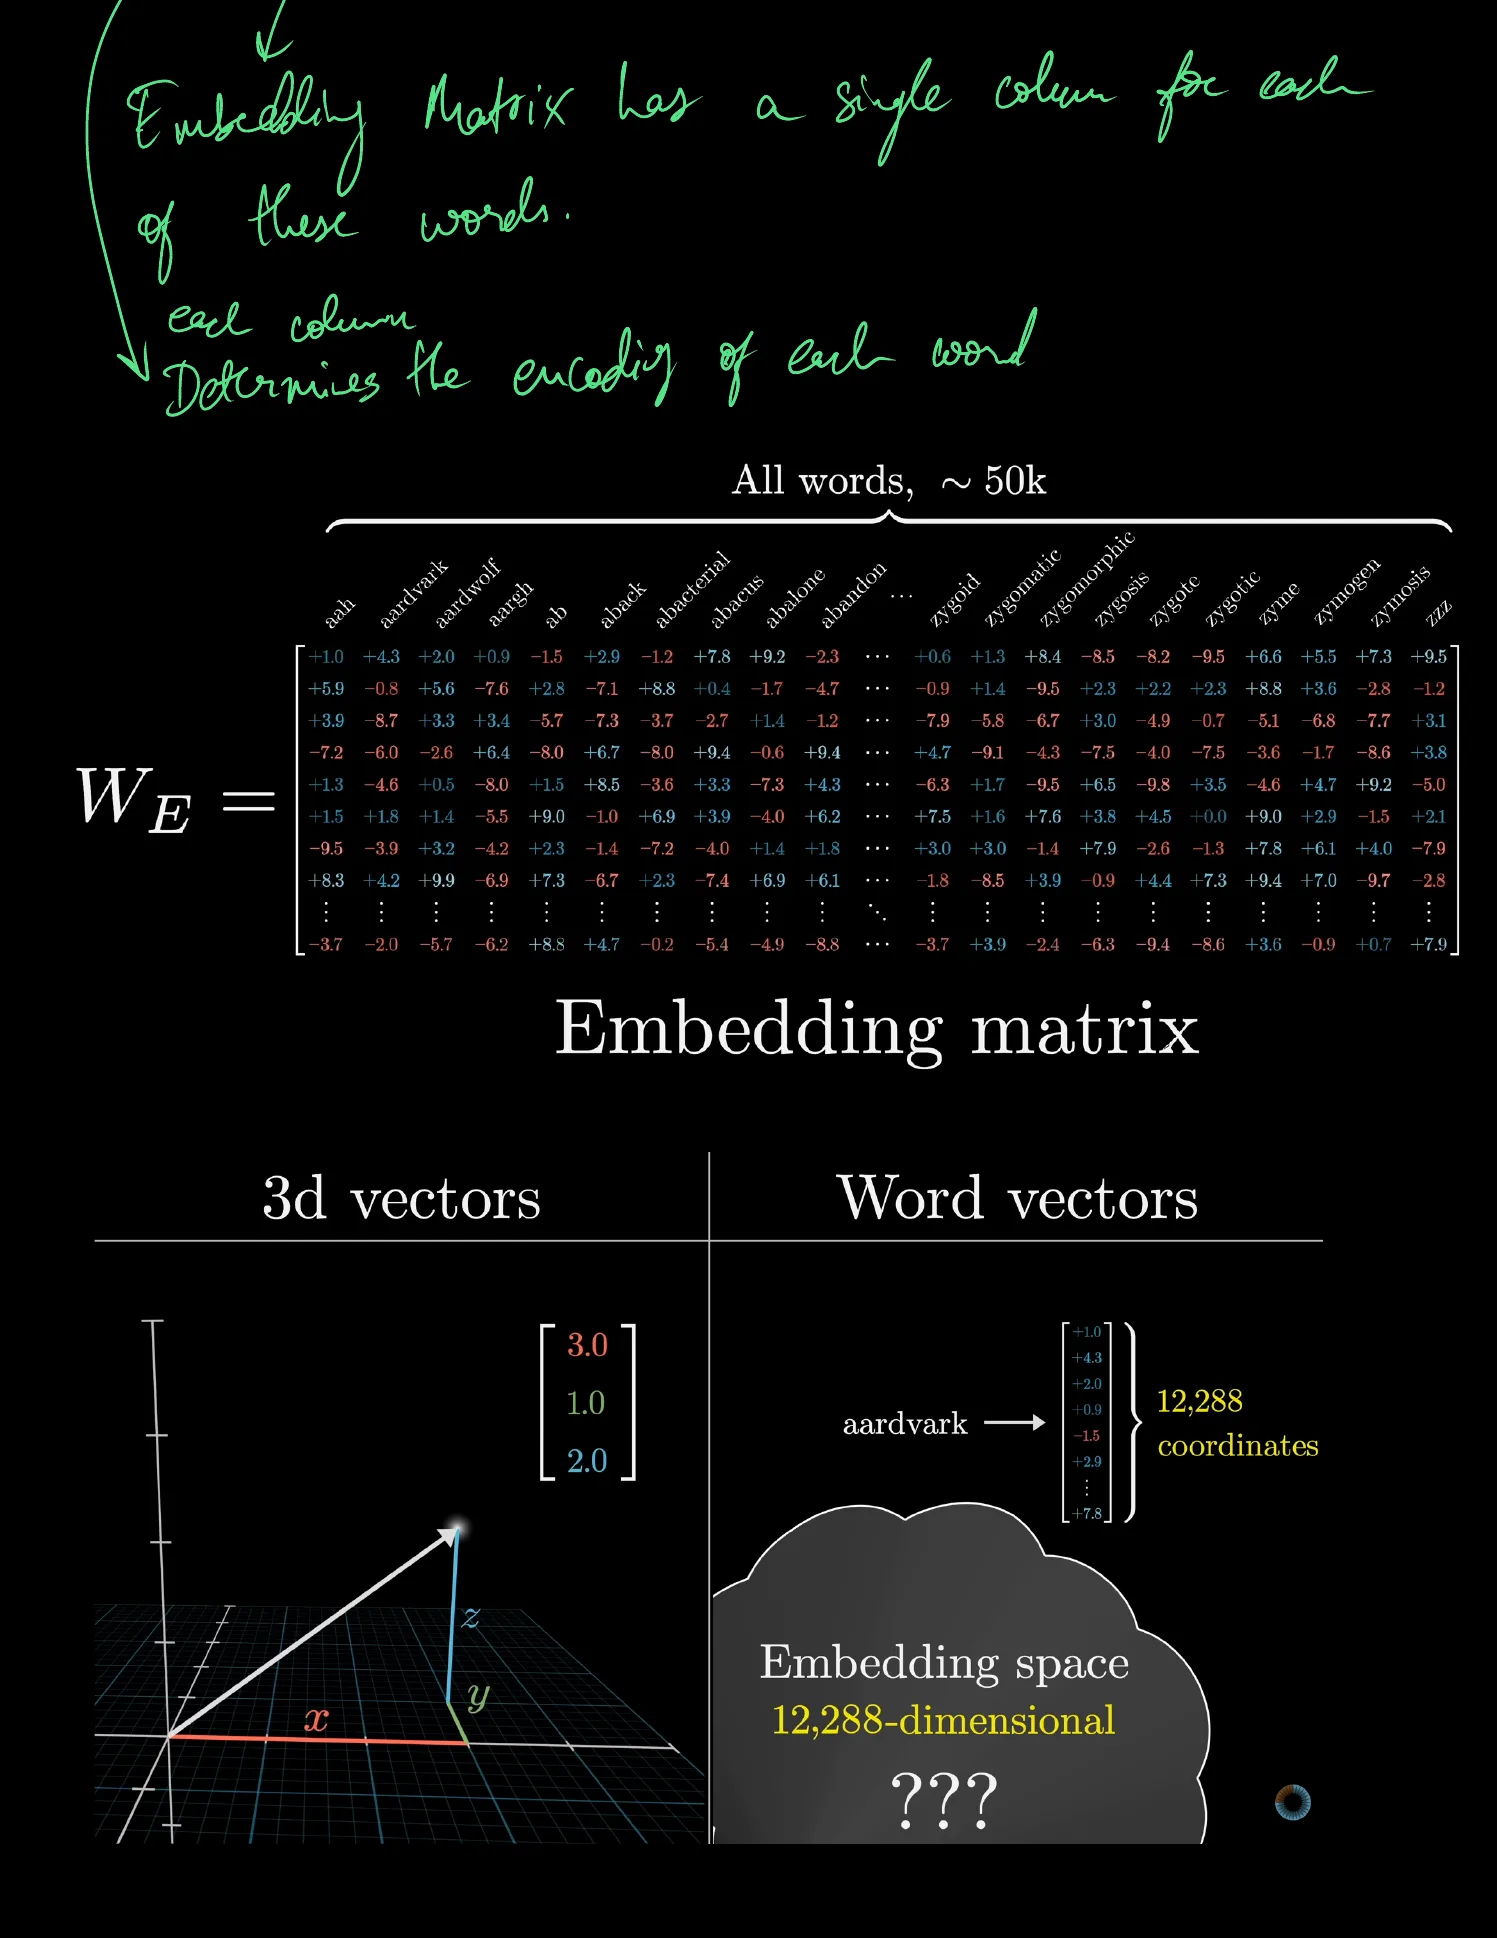 Embedding Matrix has a single column for each
of these words.
each column
Determines the encoding of each word
All words, ~ 50k
aah aardvark aardwolf aargh ab aback abacterial abacus abalone abandon ... zygoid zygomatic zygomorphic zygosis zygote zygotic zyme zymogen zymosis zzz
+1.0 +4.3 +2.0 +0.9 −1.5 +2.9 −1.2 +7.8 +9.2 −2.3 ⋯ +0.6 +1.3 +8.4 −8.5 −8.2 −9.5 +6.6 +5.5 +7.3 +9.5
+5.9 −0.8 +5.6 −7.6 +2.8 −7.1 +8.8 +0.4 −1.7 −4.7 ⋯ −0.9 +1.4 −9.5 +2.3 +2.2 +2.3 +8.8 +3.6 −2.8 −1.2
+3.9 −8.7 +3.3 +3.4 −5.7 −7.3 −3.7 −2.7 +1.4 −1.2 ⋯ −7.9 −5.8 −6.7 +3.0 −4.9 −0.7 −5.1 −6.8 −7.7 +3.1
−7.2 −6.0 −2.6 +6.4 −8.0 +6.7 −8.0 +9.4 −0.6 +9.4 ⋯ +4.7 −9.1 −4.3 −7.5 −4.0 −7.5 −3.6 −1.7 −8.6 +3.8
W_E =
+1.3 −4.6 +0.5 −8.0 +1.5 +8.5 −3.6 +3.3 −7.3 +4.3 ⋯ −6.3 +1.7 −9.5 +6.5 −9.8 +3.5 −4.6 +4.7 +9.2 −5.0
+1.5 +1.8 +1.4 −5.5 +9.0 −1.0 +6.9 +3.9 −4.0 +6.2 ⋯ +7.5 +1.6 +7.6 +3.8 +4.5 +0.0 +9.0 +2.9 −1.5 +2.1
−9.5 −3.9 +3.2 −4.2 +2.3 −1.4 −7.2 −4.0 +1.4 +1.8 ⋯ +3.0 +3.0 −1.4 +7.9 −2.6 −1.3 +7.8 +6.1 +4.0 −7.9
+8.3 +4.2 +9.9 −6.9 +7.3 −6.7 +2.3 −7.4 +6.9 +6.1 ⋯ −1.8 −8.5 +3.9 −0.9 +4.4 +7.3 +9.4 +7.0 −9.7 −2.8
⋮ ⋮ ⋮ ⋮ ⋮ ⋮ ⋮ ⋮ ⋮ ⋮ ⋱ ⋮ ⋮ ⋮ ⋮ ⋮ ⋮ ⋮ ⋮ ⋮ ⋮
−3.7 −2.0 −5.7 −6.2 +8.8 +4.7 −0.2 −5.4 −4.9 −8.8 ⋯ −3.7 +3.9 −2.4 −6.3 −9.4 −8.6 +3.6 −0.9 +0.7 +7.9
Embedding matrix
3d vectors
3.0
1.0
2.0
z
y
x
Word vectors
aardvark
+1.0
+4.3
+2.0
+0.9
−1.5
+2.9
⋮
+7.8
12,288
coordinates
Embedding space
12,288-dimensional
???